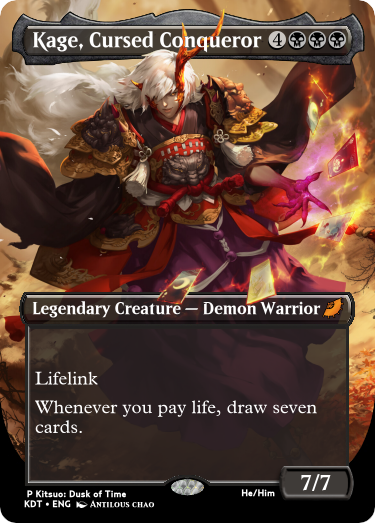 Kage, Cursed Conqueror 4
Legendary Creature — Demon Warrior
Lifelink
Whenever you pay life, draw seven
cards.
7/7
P Kitsuo: Dusk of Time
He/Him
KDT • ENG Antilous chao